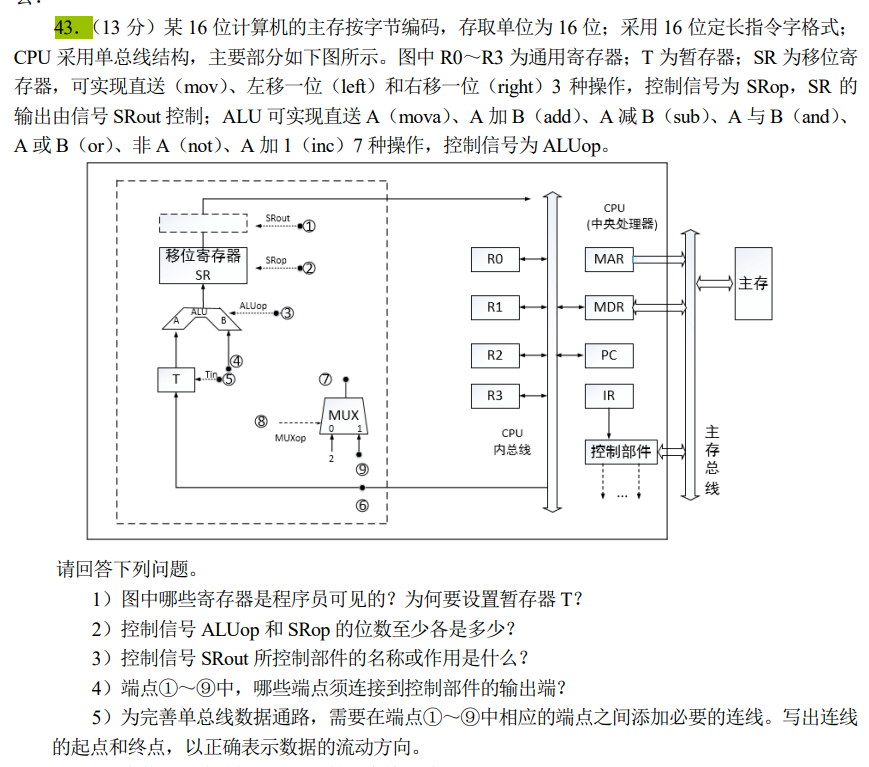 43.（13 分）某 16 位计算机的主存按字节编码，存取单位为 16 位；采用 16 位定长指令字格式；
CPU 采用单总线结构，主要部分如下图所示。图中 R0～R3 为通用寄存器；T 为暂存器；SR 为移位寄
存器，可实现直送（mov）、左移一位（left）和右移一位（right）3 种操作，控制信号为 SRop，SR 的
输出由信号 SRout 控制；ALU 可实现直送 A（mova）、A 加 B（add）、A 减 B（sub）、A 与 B（and）、
A 或 B（or）、非 A（not）、A 加 1（inc）7 种操作，控制信号为 ALUop。
SRout
①
移位寄存器
SR
SRop
②
ALU
A
B
ALUop
③
④
T
Tin
⑤
⑦
⑧
MUXop
MUX
0
1
2
⑨
⑥
R0
R1
R2
R3
CPU
内总线
CPU
(中央处理器)
MAR
MDR
PC
IR
控制部件
...
主存
主存总线
请回答下列问题。
1）图中哪些寄存器是程序员可见的？为何要设置暂存器 T？
2）控制信号 ALUop 和 SRop 的位数至少各是多少？
3）控制信号 SRout 所控制部件的名称或作用是什么？
4）端点①～⑨中，哪些端点须连接到控制部件的输出端？
5）为完善单总线数据通路，需要在端点①～⑨中相应的端点之间添加必要的连线。写出连线
的起点和终点，以正确表示数据的流动方向。